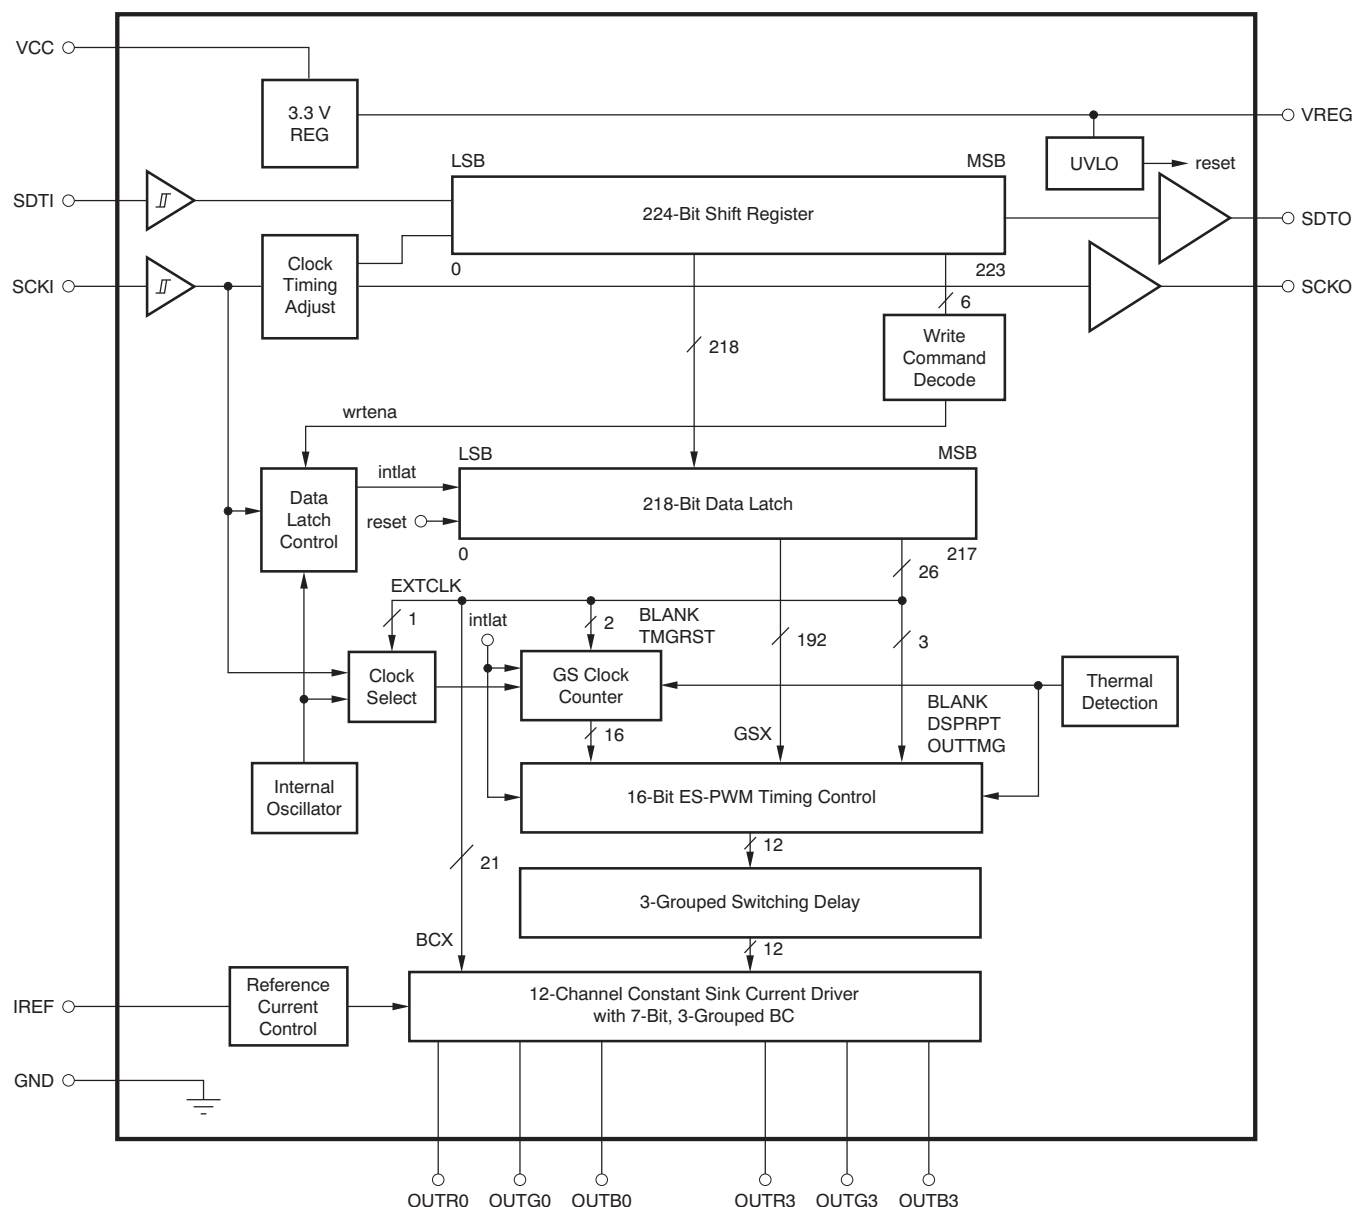 VCC
3.3 V
REG
VREG
UVLO
reset
LSB
MSB
SDTI
224-Bit Shift Register
SDTO
0
223
SCKI
Clock
Timing
Adjust
SCKO
6
218
Write
Command
Decode
wrtena
LSB
MSB
intlat
Data
Latch
Control
218-Bit Data Latch
reset
0
217
26
EXTCLK
1
intlat
2
BLANK
TMGRST
192
3
Clock
Select
GS Clock
Counter
Thermal
Detection
BLANK
DSPRPT
OUTTMG
16
GSX
Internal
Oscillator
16-Bit ES-PWM Timing Control
12
21
3-Grouped Switching Delay
BCX
12
IREF
Reference
Current
Control
12-Channel Constant Sink Current Driver
with 7-Bit, 3-Grouped BC
GND
OUTR0
OUTG0
OUTB0
OUTR3
OUTG3
OUTB3